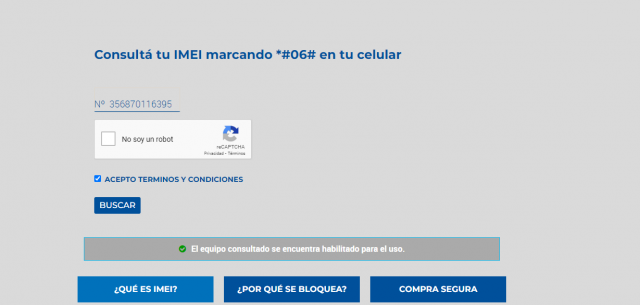 Consultá tu IMEI marcando *#06# en tu celular
Nº 356870116395
No soy un robot
reCAPTCHA
Privacidad - Términos
ACEPTO TERMINOS Y CONDICIONES
BUSCAR
El equipo consultado se encuentra habilitado para el uso.
¿QUÉ ES IMEI? ¿POR QUÉ SE BLOQUEA? COMPRA SEGURA